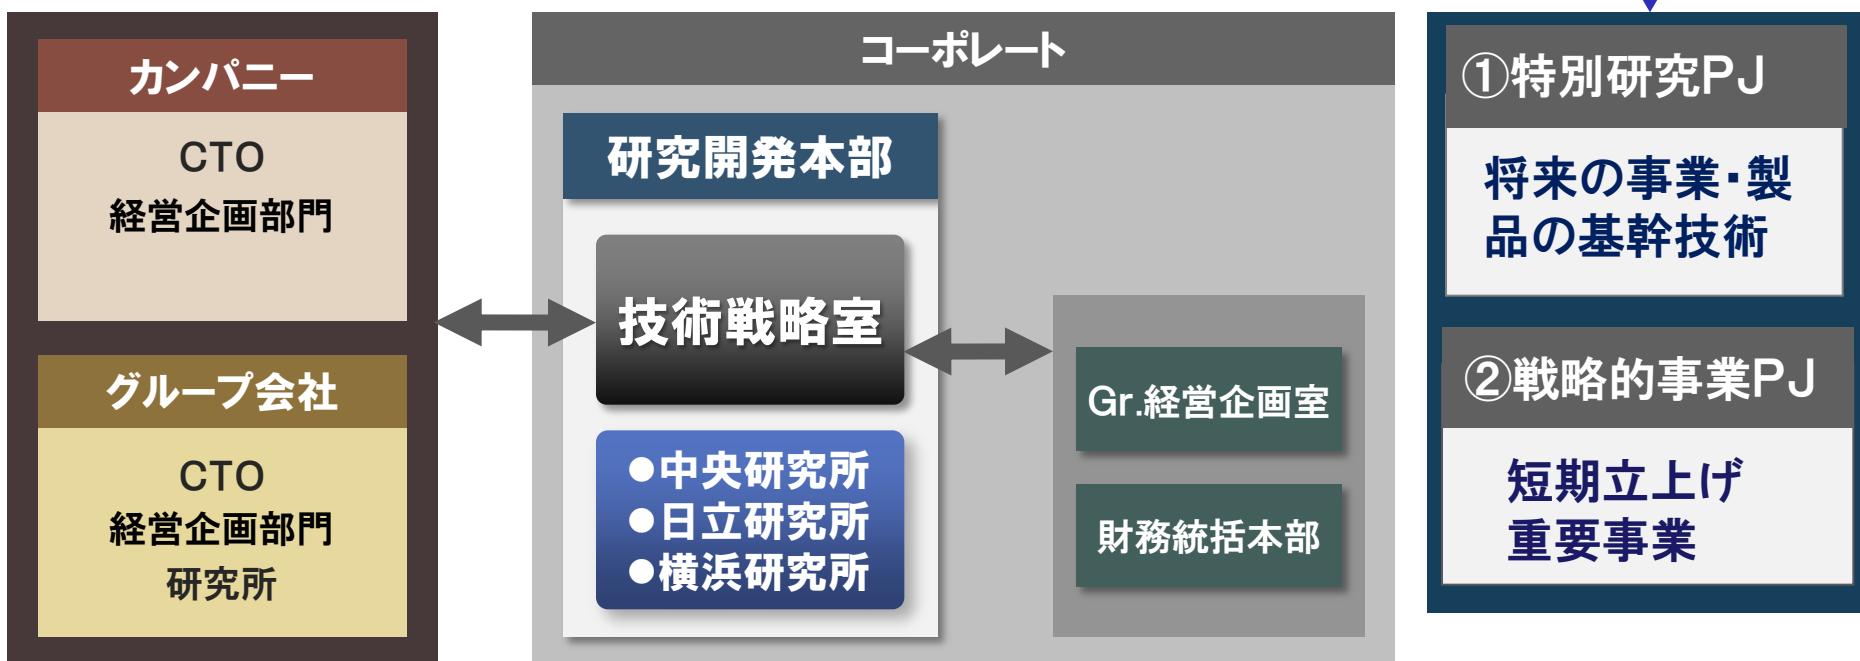 カンパニー
CTO
経営企画部門
グループ会社
CTO
経営企画部門
研究所
コーポレート
研究開発本部
技術戦略室
●中央研究所
●日立研究所
●横浜研究所
Gr.経営企画室
財務統括本部
①特別研究PJ
将来の事業・製
品の基幹技術
②戦略的事業PJ
短期立上げ
重要事業